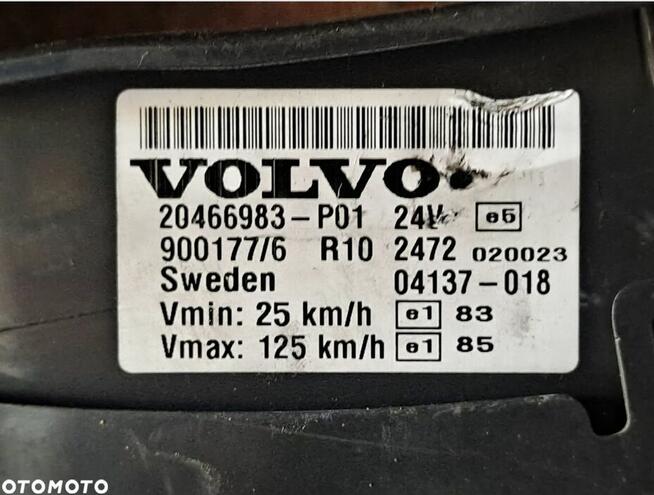 VOLVO
20466983-P01 24V e5
900177/6 R10 2472 020023
Sweden 04137-018
Vmin: 25 km/h e1 83
Vmax: 125 km/h e1 85
OTOMOTO